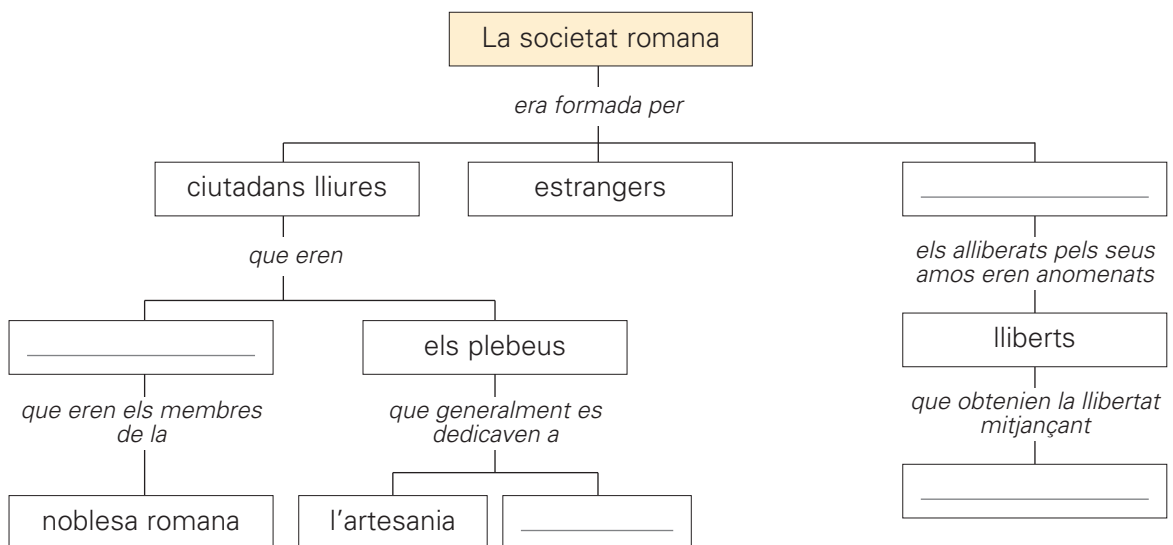 La societat romana
era formada per
ciutadans lliures
estrangers
que eren
els alliberats pels seus
amos eren anomenats
els plebeus
lliberts
que eren els membres
de la
que generalment es
dedicaven a
que obtenien la llibertat
mitjançant
noblesa romana
l'artesania